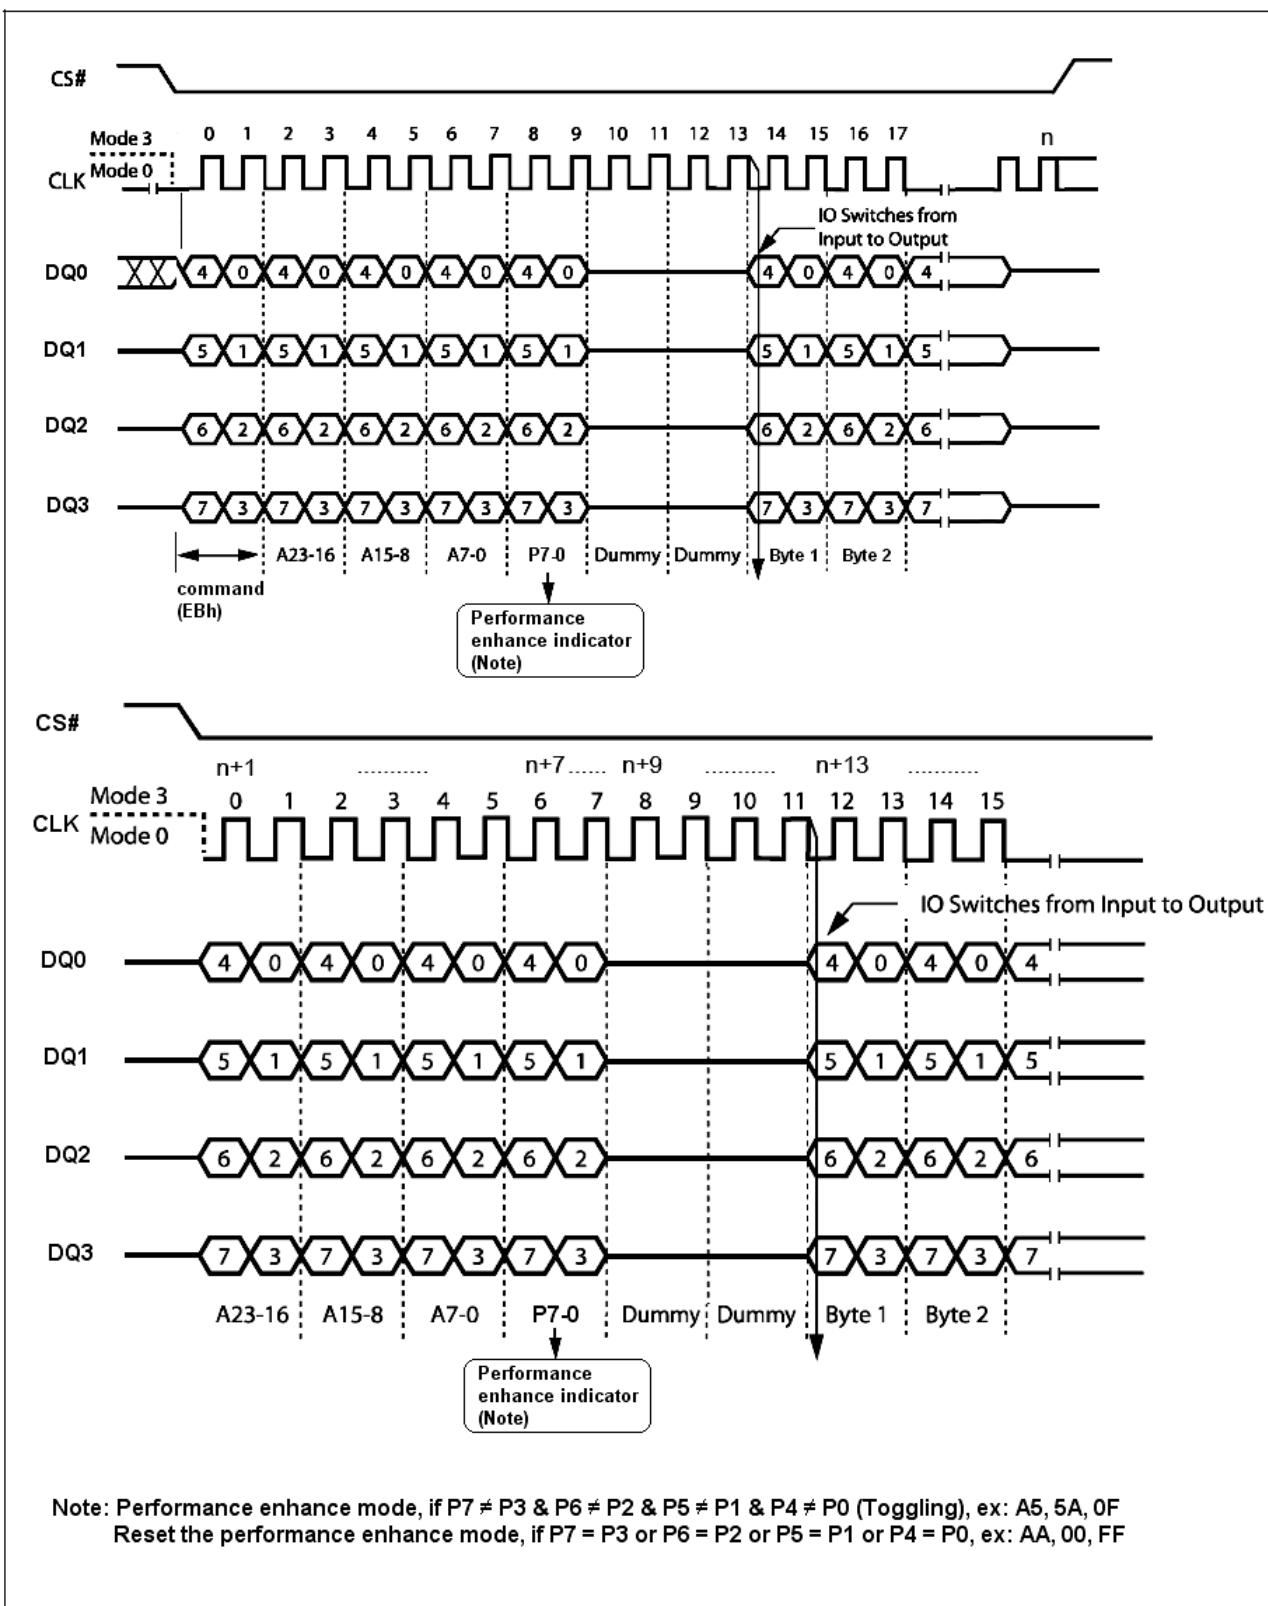 CS#
Mode 3
Mode 0
CLK
0 1 2 3 4 5 6 7 8 9 10 11 12 13 14 15 16 17 n
IO Switches from
Input to Output
DQ0 4 0 4 0 4 0 4 0 4 0 4 0 4 0 4
DQ1 5 1 5 1 5 1 5 1 5 1 5 1 5 1 5
DQ2 6 2 6 2 6 2 6 2 6 2 6 2 6 2 6
DQ3 7 3 7 3 7 3 7 3 7 3 7 3 7 3 7
A23-16 A15-8 A7-0 P7-0 Dummy Dummy Byte 1 Byte 2
command
(EBh)
Performance
enhance indicator
(Note)
CS#
n+1 ............ n+7 ...... n+9 ............ n+13 ............
Mode 3
Mode 0
CLK
0 1 2 3 4 5 6 7 8 9 10 11 12 13 14 15
IO Switches from Input to Output
DQ0 4 0 4 0 4 0 4 0 4 0 4 0 4
DQ1 5 1 5 1 5 1 5 1 5 1 5 1 5
DQ2 6 2 6 2 6 2 6 2 6 2 6 2 6
DQ3 7 3 7 3 7 3 7 3 7 3 7 3 7
A23-16 A15-8 A7-0 P7-0 Dummy Dummy Byte 1 Byte 2
Performance
enhance indicator
(Note)
Note: Performance enhance mode, if P7 ≠ P3 & P6 ≠ P2 & P5 ≠ P1 & P4 ≠ P0 (Toggling), ex: A5, 5A, 0F
Reset the performance enhance mode, if P7 = P3 or P6 = P2 or P5 = P1 or P4 = P0, ex: AA, 00, FF